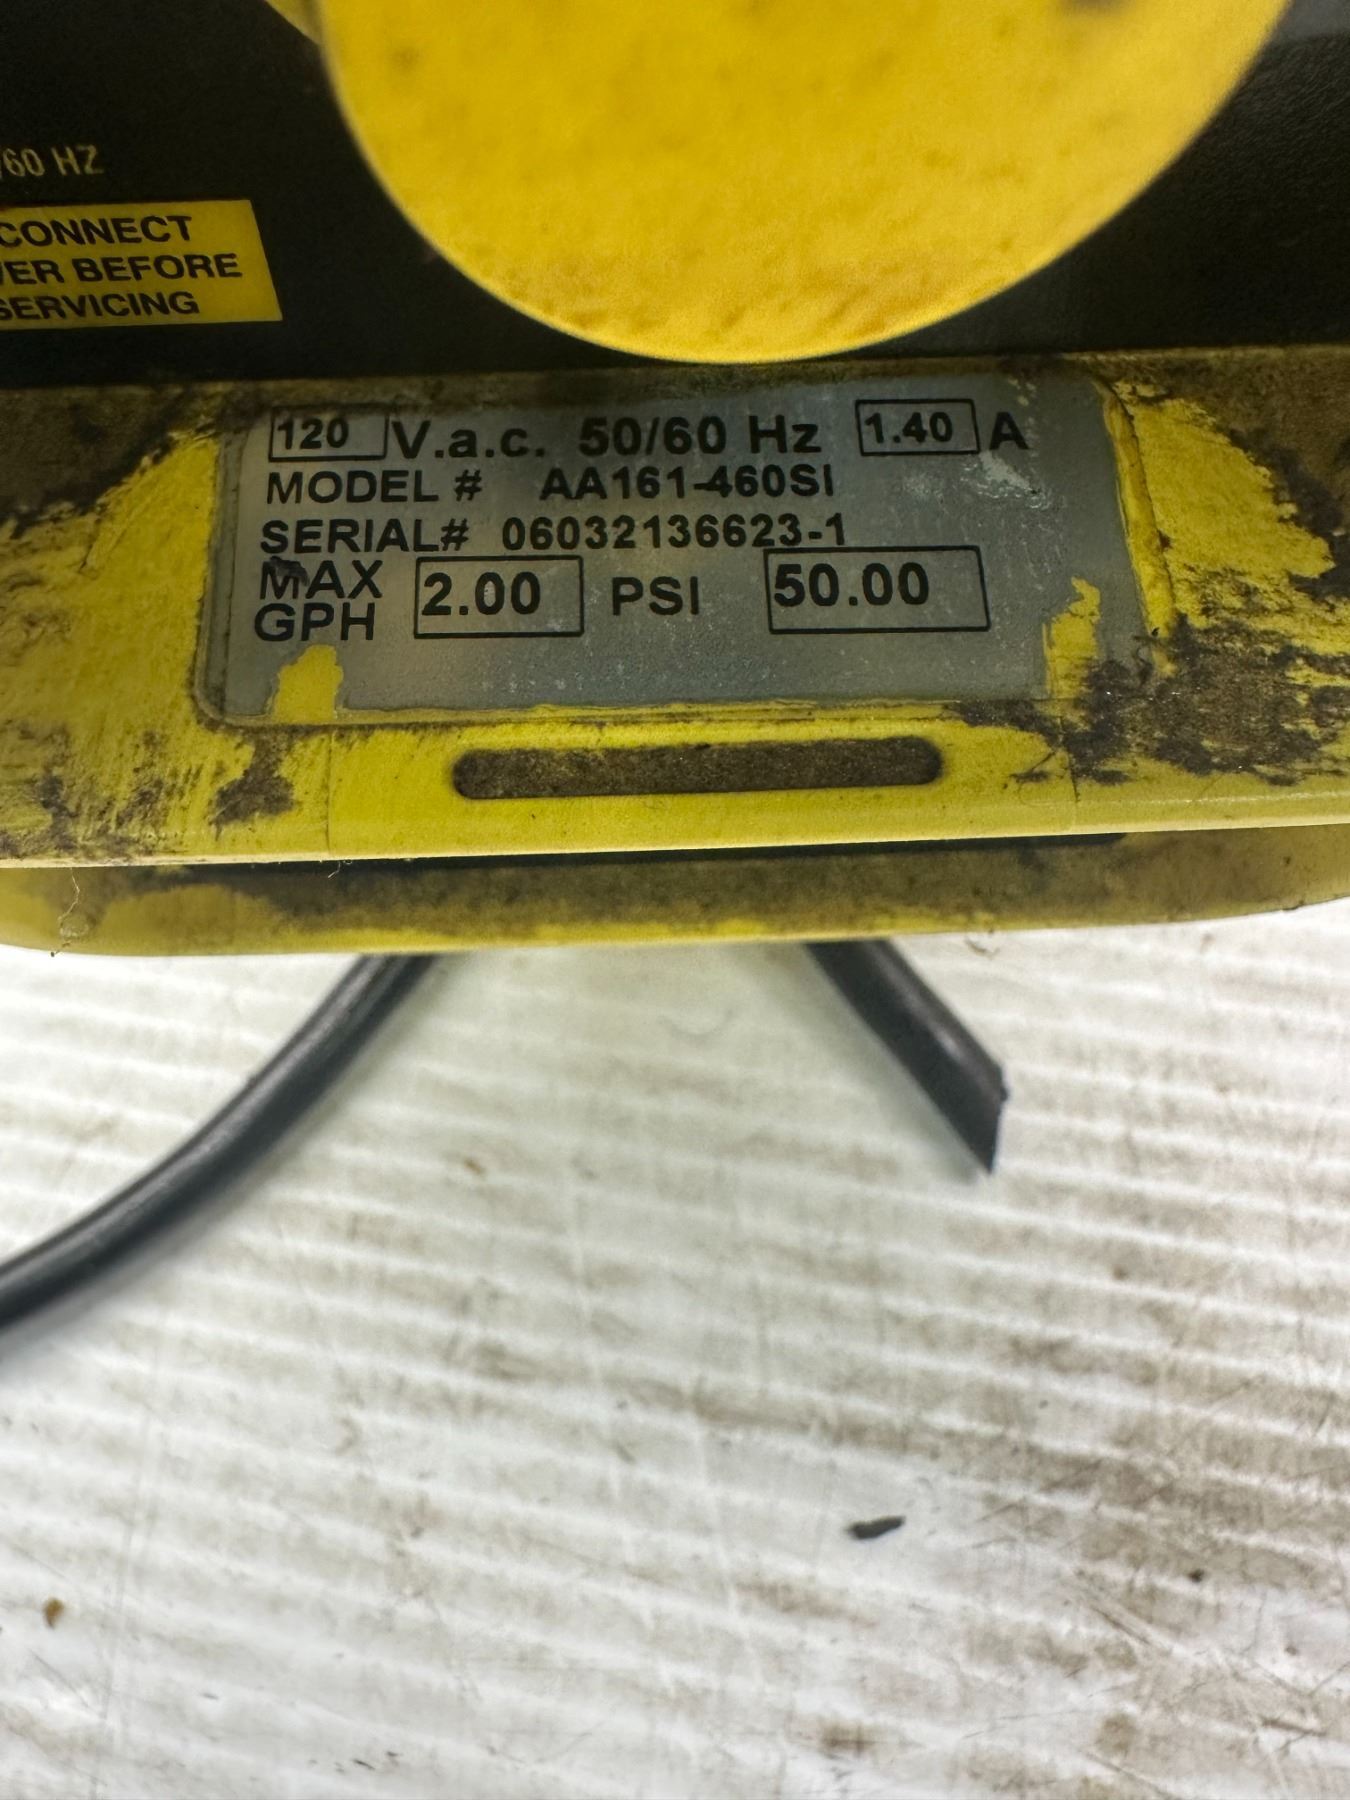 /60 HZ
CONNECT
BEFORE
SERVICING
120 V.a.c. 50/60 Hz 1.40 A
MODEL # AA161-460SI
SERIAL# 06032136623-1
MAX GPH 2.00 PSI 50.00